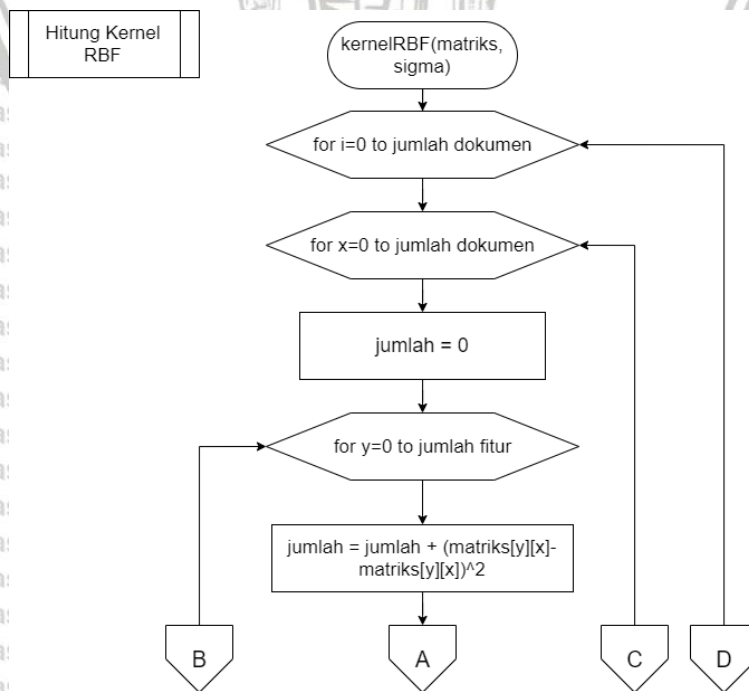 Hitung Kernel
RBF
kernelRBF(matriks,
sigma)
for i=0 to jumlah dokumen
for x=0 to jumlah dokumen
jumlah = 0
for y=0 to jumlah fitur
jumlah = jumlah + (matriks[y][x]-
matriks[y][x])^2
B
A
C
D